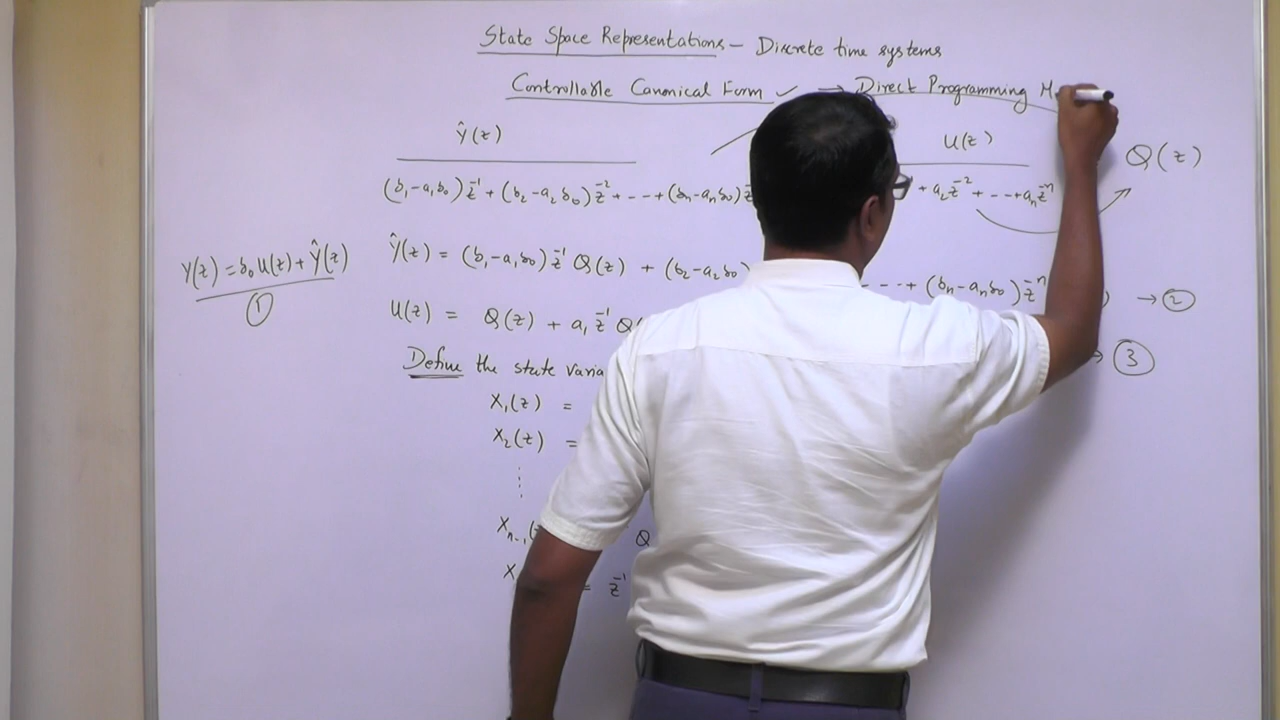 State Space Representations - Discrete time systems
Controllable Canonical Form ✓ → Direct Programming M
Ŷ(z) U(z)
(b₁-a₁b₀)z⁻¹ + (b₂-a₂b₀)z⁻² + --- + (bₙ-aₙb₀)z + a₂z⁻² + --- + aₙz⁻ⁿ Q(z)
Y(z) = b₀U(z) + Ŷ(z)
①
Ŷ(z) = (b₁-a₁b₀)z⁻¹ Q(z) + (b₂-a₂b₀) --- + (bₙ-aₙb₀)z⁻ⁿ → ②
U(z) = Q(z) + a₁z⁻¹ Q( → ③
Define the state varia
X₁(z) =
X₂(z) =
⋮
Xₙ₋₁( Q
X = z⁻¹